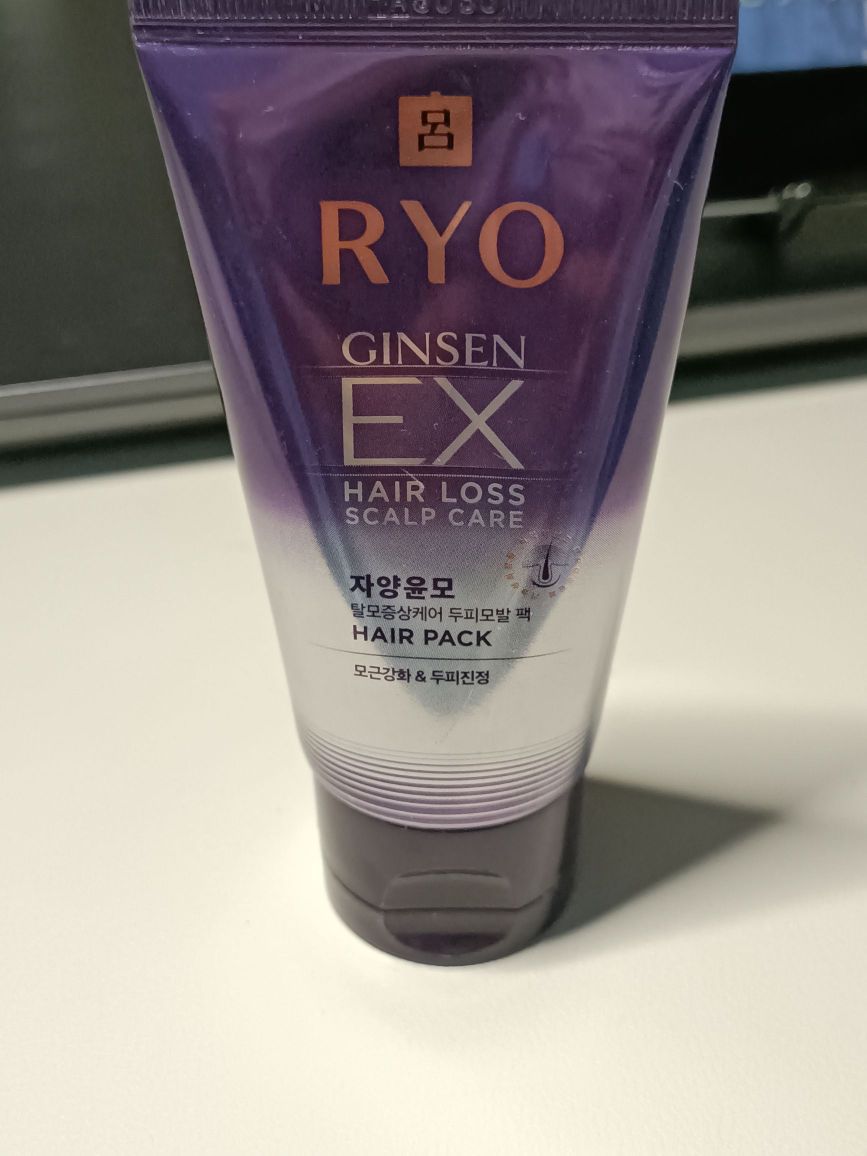 呂
RYO
GINSEN
EX
HAIR LOSS
SCALP CARE
자양윤모
탈모증상케어 두피모발 팩
HAIR PACK
모근강화 & 두피진정